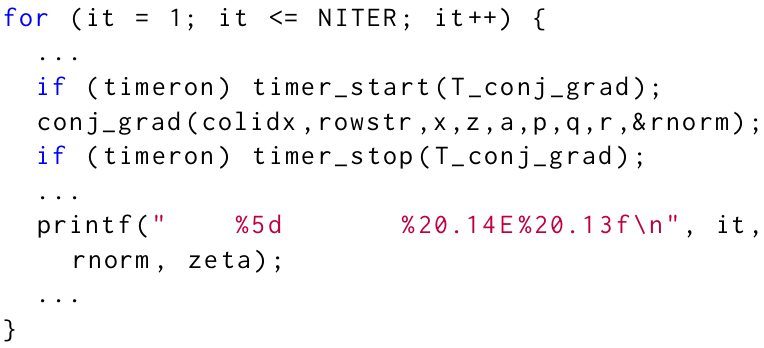 for (it = 1; it <= NITER; it++) {
  ...
  if (timeron) timer_start(T_conj_grad);
  conj_grad(colidx,rowstr,x,z,a,p,q,r,&rnorm);
  if (timeron) timer_stop(T_conj_grad);
  ...
  printf("    %5d       %20.14E%20.13f\n", it,
    rnorm, zeta);
  ...
}